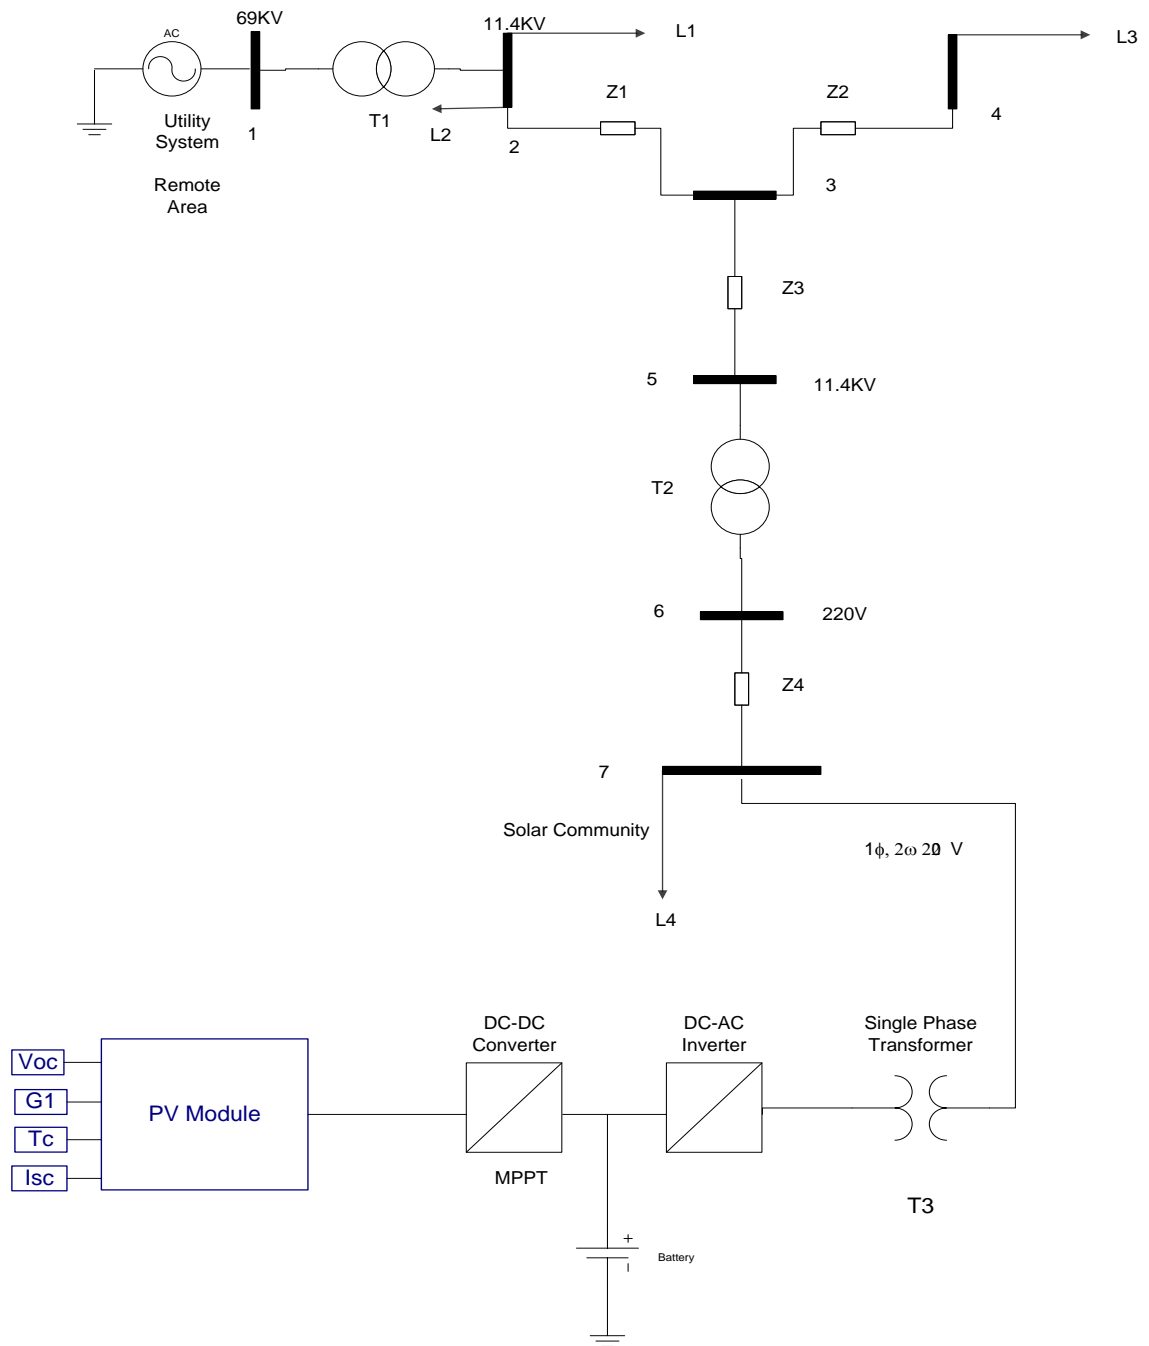 69KV
11.4KV
AC
L1
L3
Z1
Z2
T1
Utility
System
1
L2
2
4
Remote
Area
3
Z3
5
11.4KV
T2
6
220V
Z4
7
Solar Community
1ϕ, 2ω
V
L4
DC-DC
Converter
DC-AC
Inverter
Single Phase
Transformer
Voc
G1
Tc
Isc
PV Module
MPPT
T3
+
Battery
–